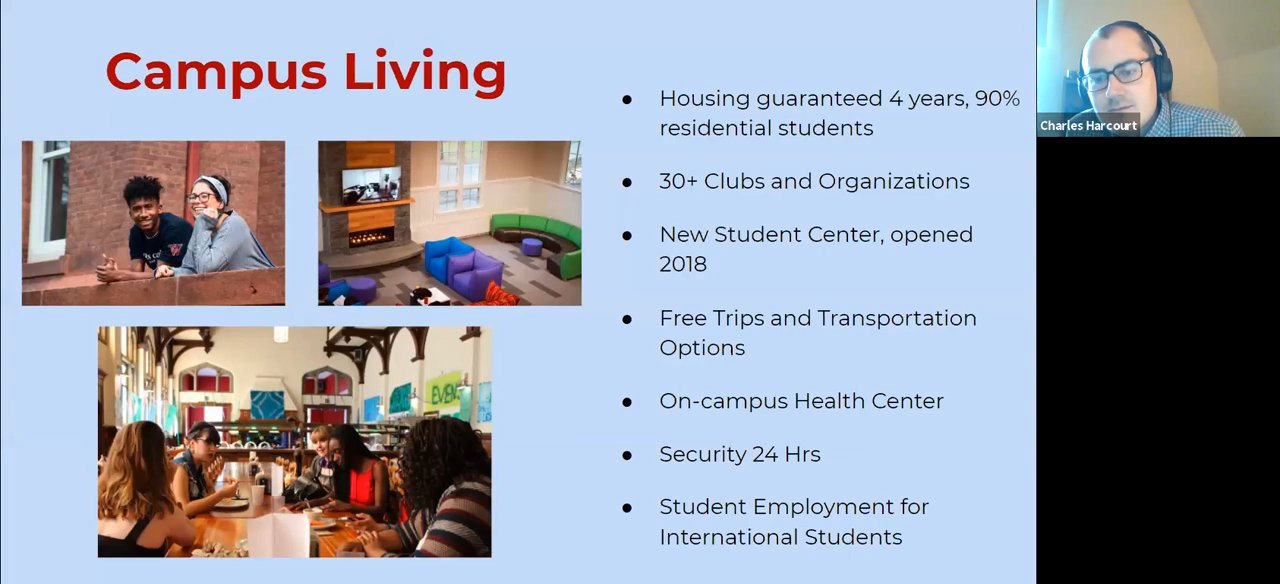 Campus Living
Housing guaranteed 4 years, 90%
residential students
30+ Clubs and Organizations
New Student Center, opened
2018
Free Trips and Transportation
Options
On-campus Health Center
Security 24 Hrs
Student Employment for
International Students
EVEN
Charles Harcourt